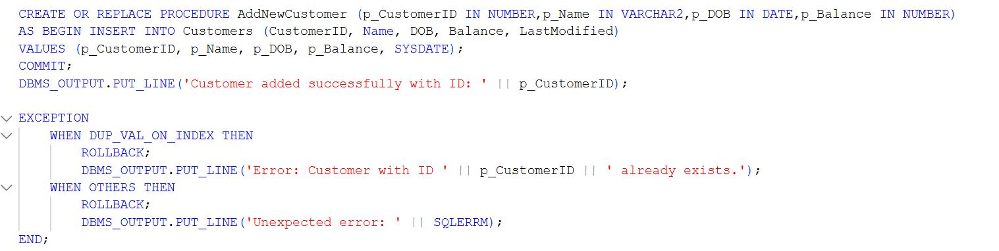 CREATE OR REPLACE PROCEDURE AddNewCustomer (p_CustomerID IN NUMBER,p_Name IN VARCHAR2,p_DOB IN DATE,p_Balance IN NUMBER)
AS BEGIN INSERT INTO Customers (CustomerID, Name, DOB, Balance, LastModified)
VALUES (p_CustomerID, p_Name, p_DOB, p_Balance, SYSDATE);
COMMIT;
DBMS_OUTPUT.PUT_LINE('Customer added successfully with ID: ' || p_CustomerID);
EXCEPTION
WHEN DUP_VAL_ON_INDEX THEN
ROLLBACK;
DBMS_OUTPUT.PUT_LINE('Error: Customer with ID ' || p_CustomerID || ' already exists.');
WHEN OTHERS THEN
ROLLBACK;
DBMS_OUTPUT.PUT_LINE('Unexpected error: ' || SQLERRM);
END;